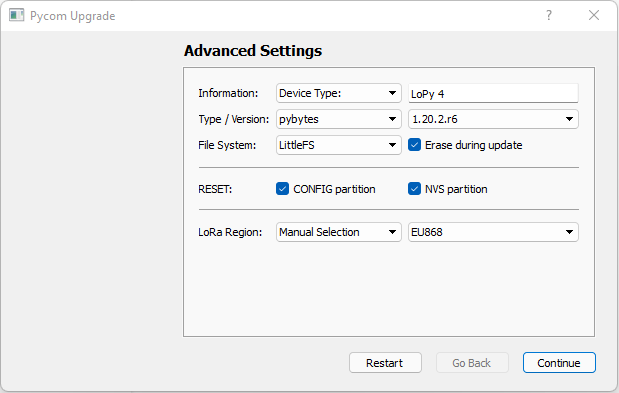 Pycom Upgrade ?
Advanced Settings
Information: Device Type: LoPy 4
Type / Version: pybytes 1.20.2.r6
File System: LittleFS Erase during update
RESET: CONFIG partition NVS partition
LoRa Region: Manual Selection EU868
Restart Go Back Continue